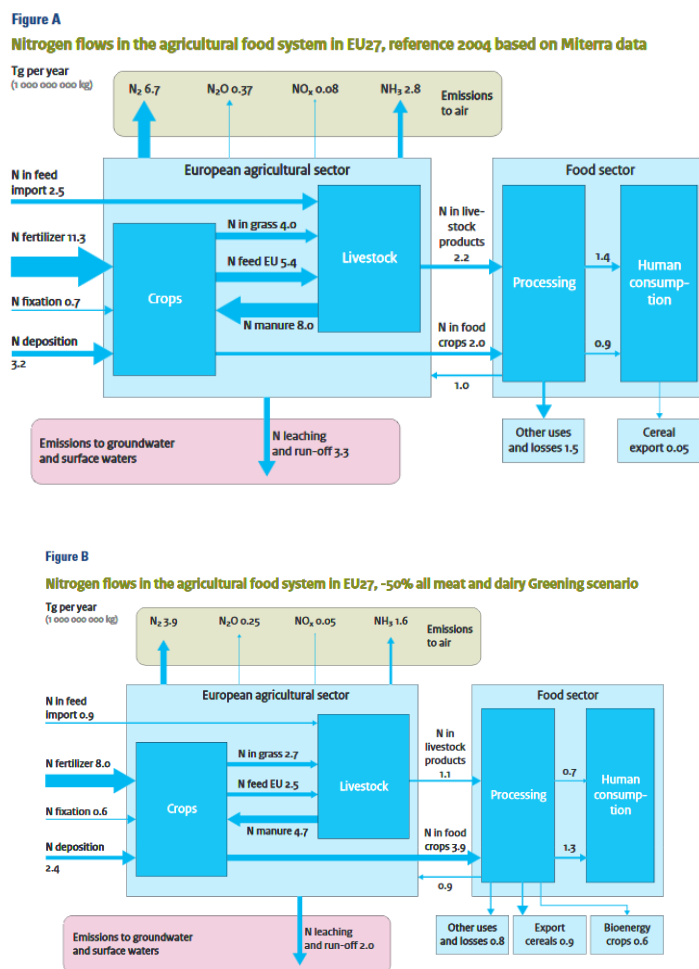 Figure A
Nitrogen flows in the agricultural food system in EU27, reference 2004 based on Miterra data
Tg per year
(1 000 000 000 kg)
N₂ 6.7
N₂O 0.37
NOₓ 0.08
NH₃ 2.8
Emissions
to air
European agricultural sector
Food sector
N in feed
import 2.5
N fertilizer 11.3
N fixation 0.7
N deposition
3.2
Crops
N in grass 4.0
N feed EU 5.4
N manure 8.0
Livestock
N in live-
stock
products
2.2
N in food
crops 2.0
1.0
Processing
1.4
0.9
Human
consump-
tion
Emissions to groundwater
and surface waters
N leaching
and run-off 3.3
Other uses
and losses 1.5
Cereal
export 0.05
Figure B
Nitrogen flows in the agricultural food system in EU27, -50% all meat and dairy Greening scenario
Tg per year
(1 000 000 000 kg)
N₂ 3.9
N₂O 0.25
NOₓ 0.05
NH₃ 1.6
Emissions
to air
European agricultural sector
Food sector
N in feed
import 0.9
N fertilizer 8.0
N fixation 0.6
N deposition
2.4
Crops
N in grass 2.7
N feed EU 2.5
N manure 4.7
Livestock
N in
livestock
products
1.1
N in food
crops 3.9
0.9
Processing
0.7
1.3
Human
consump-
tion
Emissions to groundwater
and surface waters
N leaching
and run-off 2.0
Other uses
and losses 0.8
Export
cereals 0.9
Bioenergy
crops 0.6